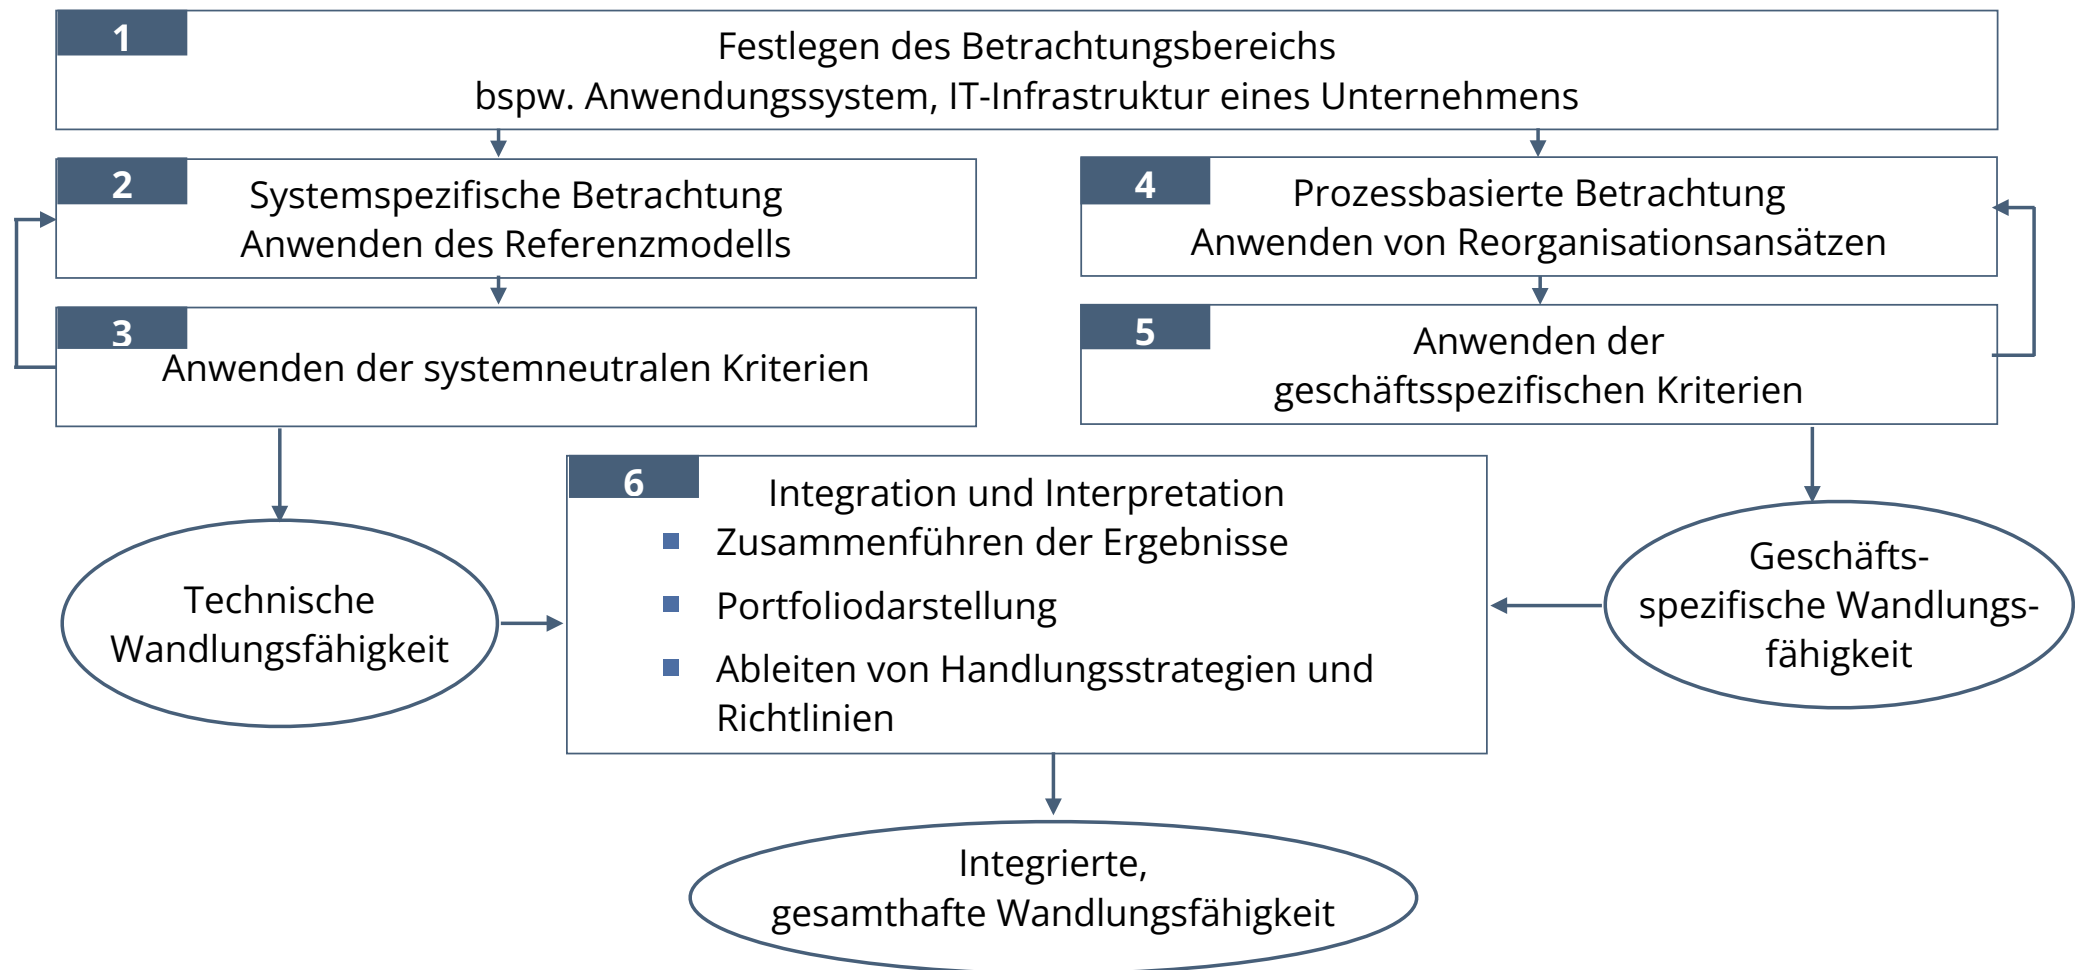 1
Festlegen des Betrachtungsbereichs
bspw. Anwendungssystem, IT-Infrastruktur eines Unternehmens
2
Systemspezifische Betrachtung
Anwenden des Referenzmodells
3
Anwenden der systemneutralen Kriterien
4
Prozessbasierte Betrachtung
Anwenden von Reorganisationsansätzen
5
Anwenden der
geschäftsspezifischen Kriterien
Technische
Wandlungsfähigkeit
6
Integration und Interpretation
Zusammenführen der Ergebnisse
Portfoliodarstellung
Ableiten von Handlungsstrategien und
Richtlinien
Geschäfts-
spezifische Wandlungs-
fähigkeit
Integrierte,
gesamthafte Wandlungsfähigkeit